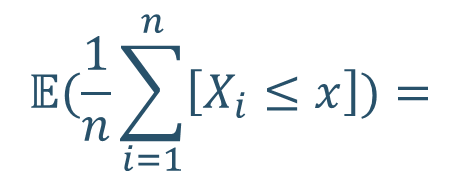 𝔼(1/n ∑_{i=1}^{n} [X_i ≤ x]) =